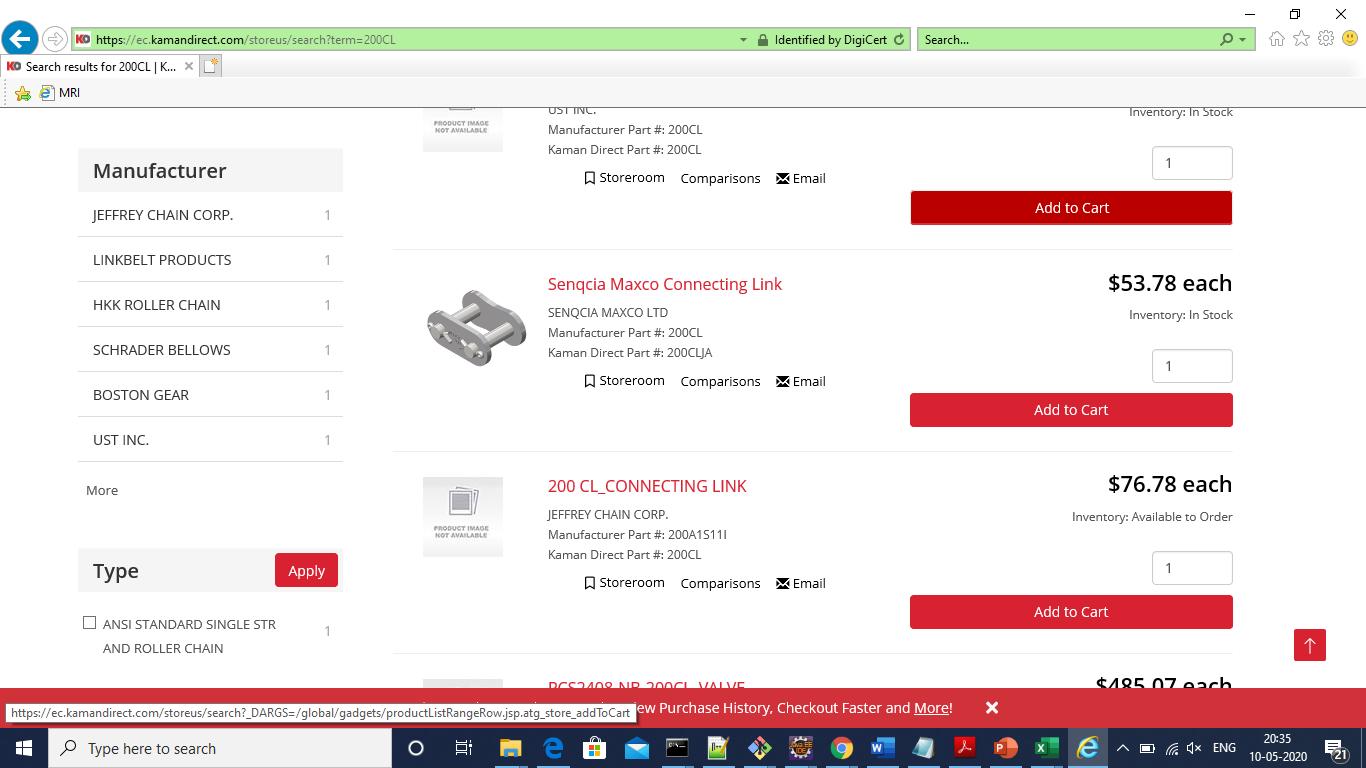 https://ec.kamandirect.com/storeus/search?term=200CL
Identified by DigiCert
Search...
KD Search results for 200CL | K...
MRI
UST INC.
Inventory: In Stock
PRODUCT IMAGE
NOT AVAILABLE
Manufacturer Part #: 200CL
Kaman Direct Part #: 200CL
1
Storeroom Comparisons Email
Add to Cart
Manufacturer
JEFFREY CHAIN CORP. 1
LINKBELT PRODUCTS 1
HKK ROLLER CHAIN 1
SCHRADER BELLOWS 1
BOSTON GEAR 1
UST INC. 1
More
Type
Apply
ANSI STANDARD SINGLE STR
AND ROLLER CHAIN
1
Senqcia Maxco Connecting Link
$53.78 each
SENQCIA MAXCO LTD
Inventory: In Stock
Manufacturer Part #: 200CL
Kaman Direct Part #: 200CLJA
1
Storeroom Comparisons Email
Add to Cart
200 CL_CONNECTING LINK
$76.78 each
PRODUCT IMAGE
NOT AVAILABLE
JEFFREY CHAIN CORP.
Inventory: Available to Order
Manufacturer Part #: 200A1S11I
Kaman Direct Part #: 200CL
1
Storeroom Comparisons Email
Add to Cart
PCS2408-NB-200CL_VALVE
$485.07 each
https://ec.kamandirect.com/storeus/search?_DARGS=/global/gadgets/productListRangeRow.jsp.atg_store_addToCart
Purchase History, Checkout Faster and More!
Type here to search
ENG
20:35
10-05-2020
21